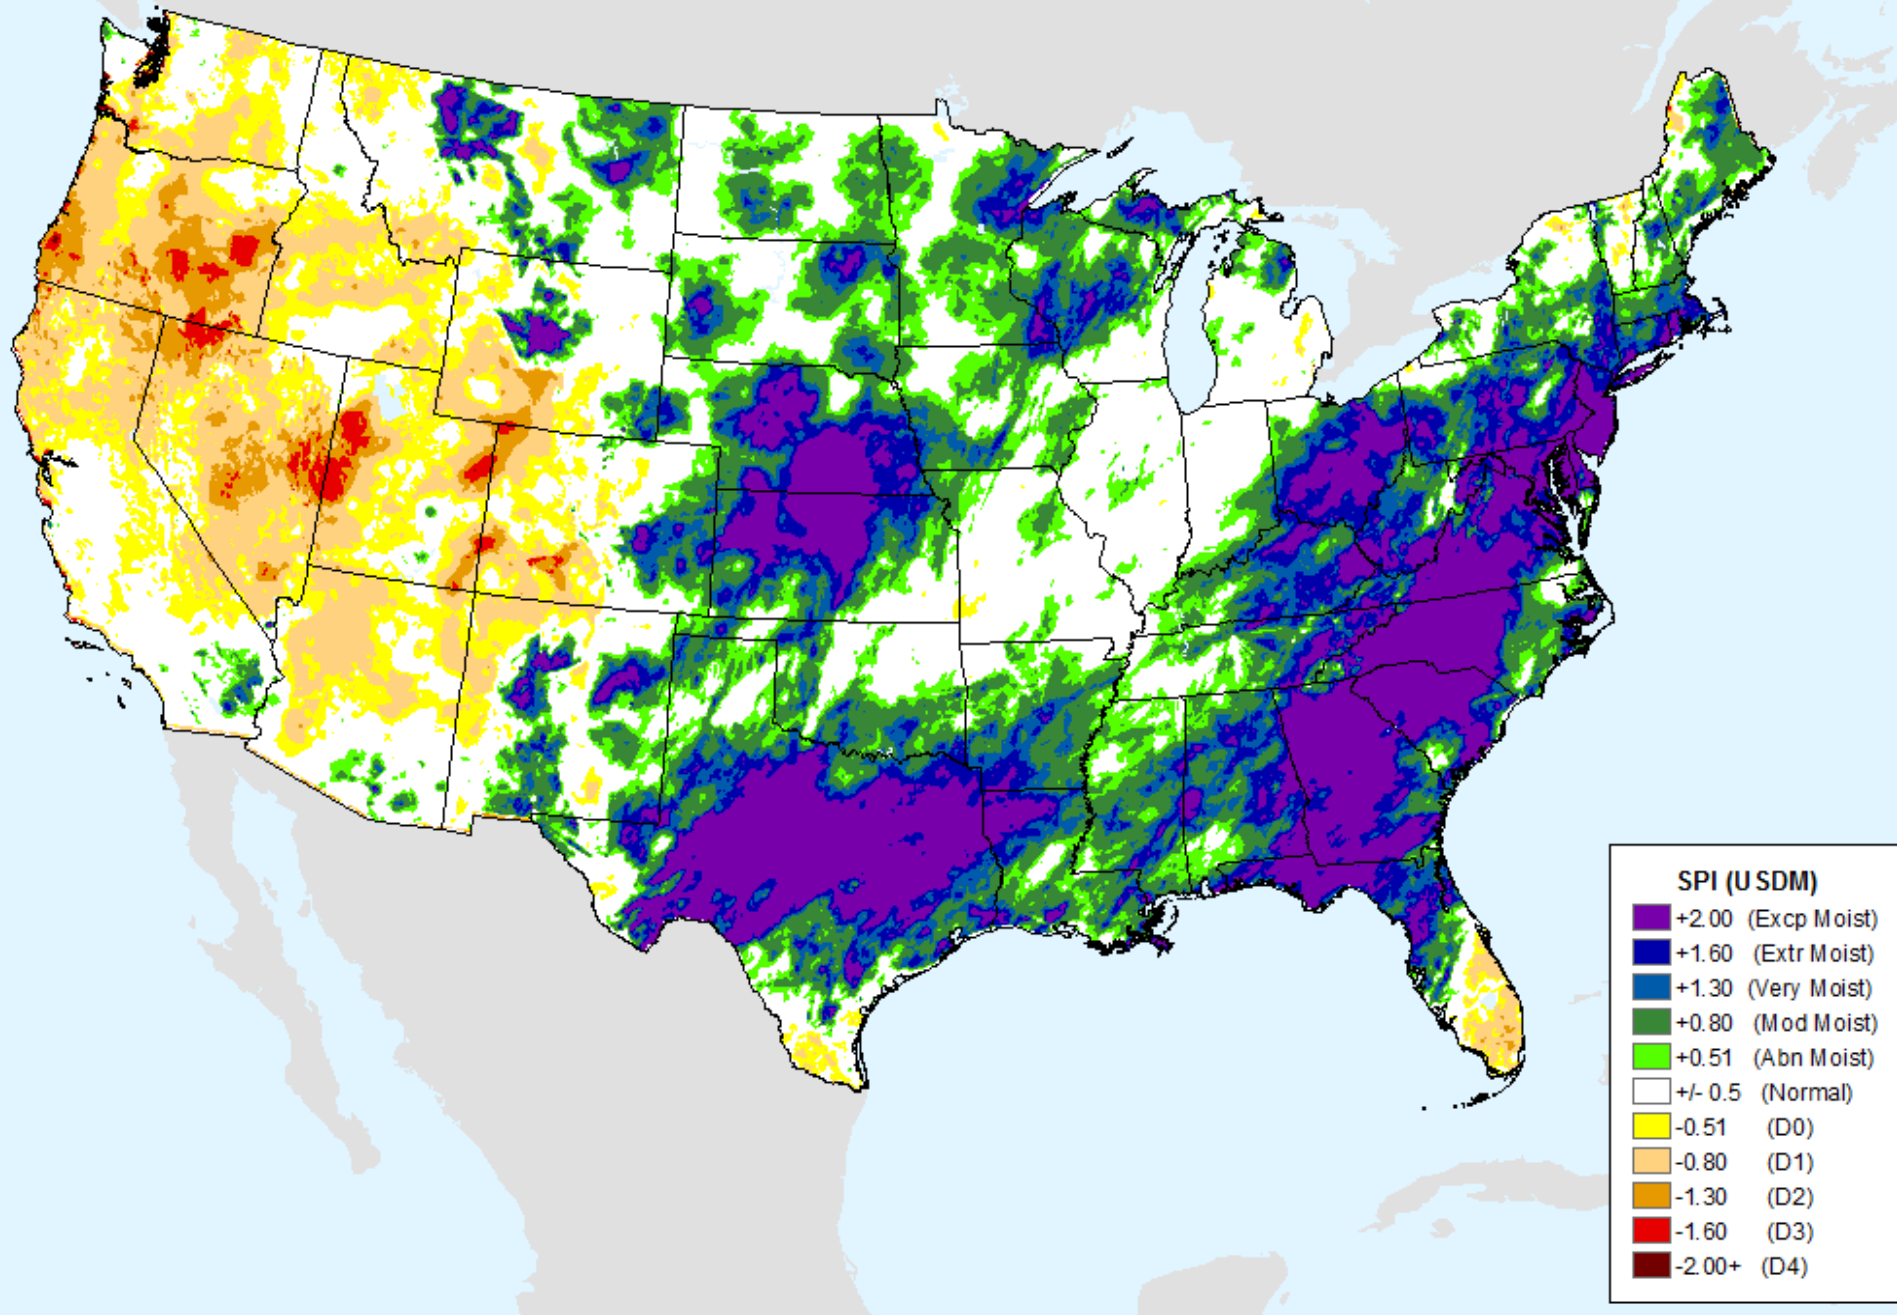 SPI (USDM)
+2.00 (Excp Moist)
+1.60 (Extr Moist)
+1.30 (Very Moist)
+0.80 (Mod Moist)
+0.51 (Abn Moist)
+/- 0.5 (Normal)
-0.51 (D0)
-0.80 (D1)
-1.30 (D2)
-1.60 (D3)
-2.00+ (D4)